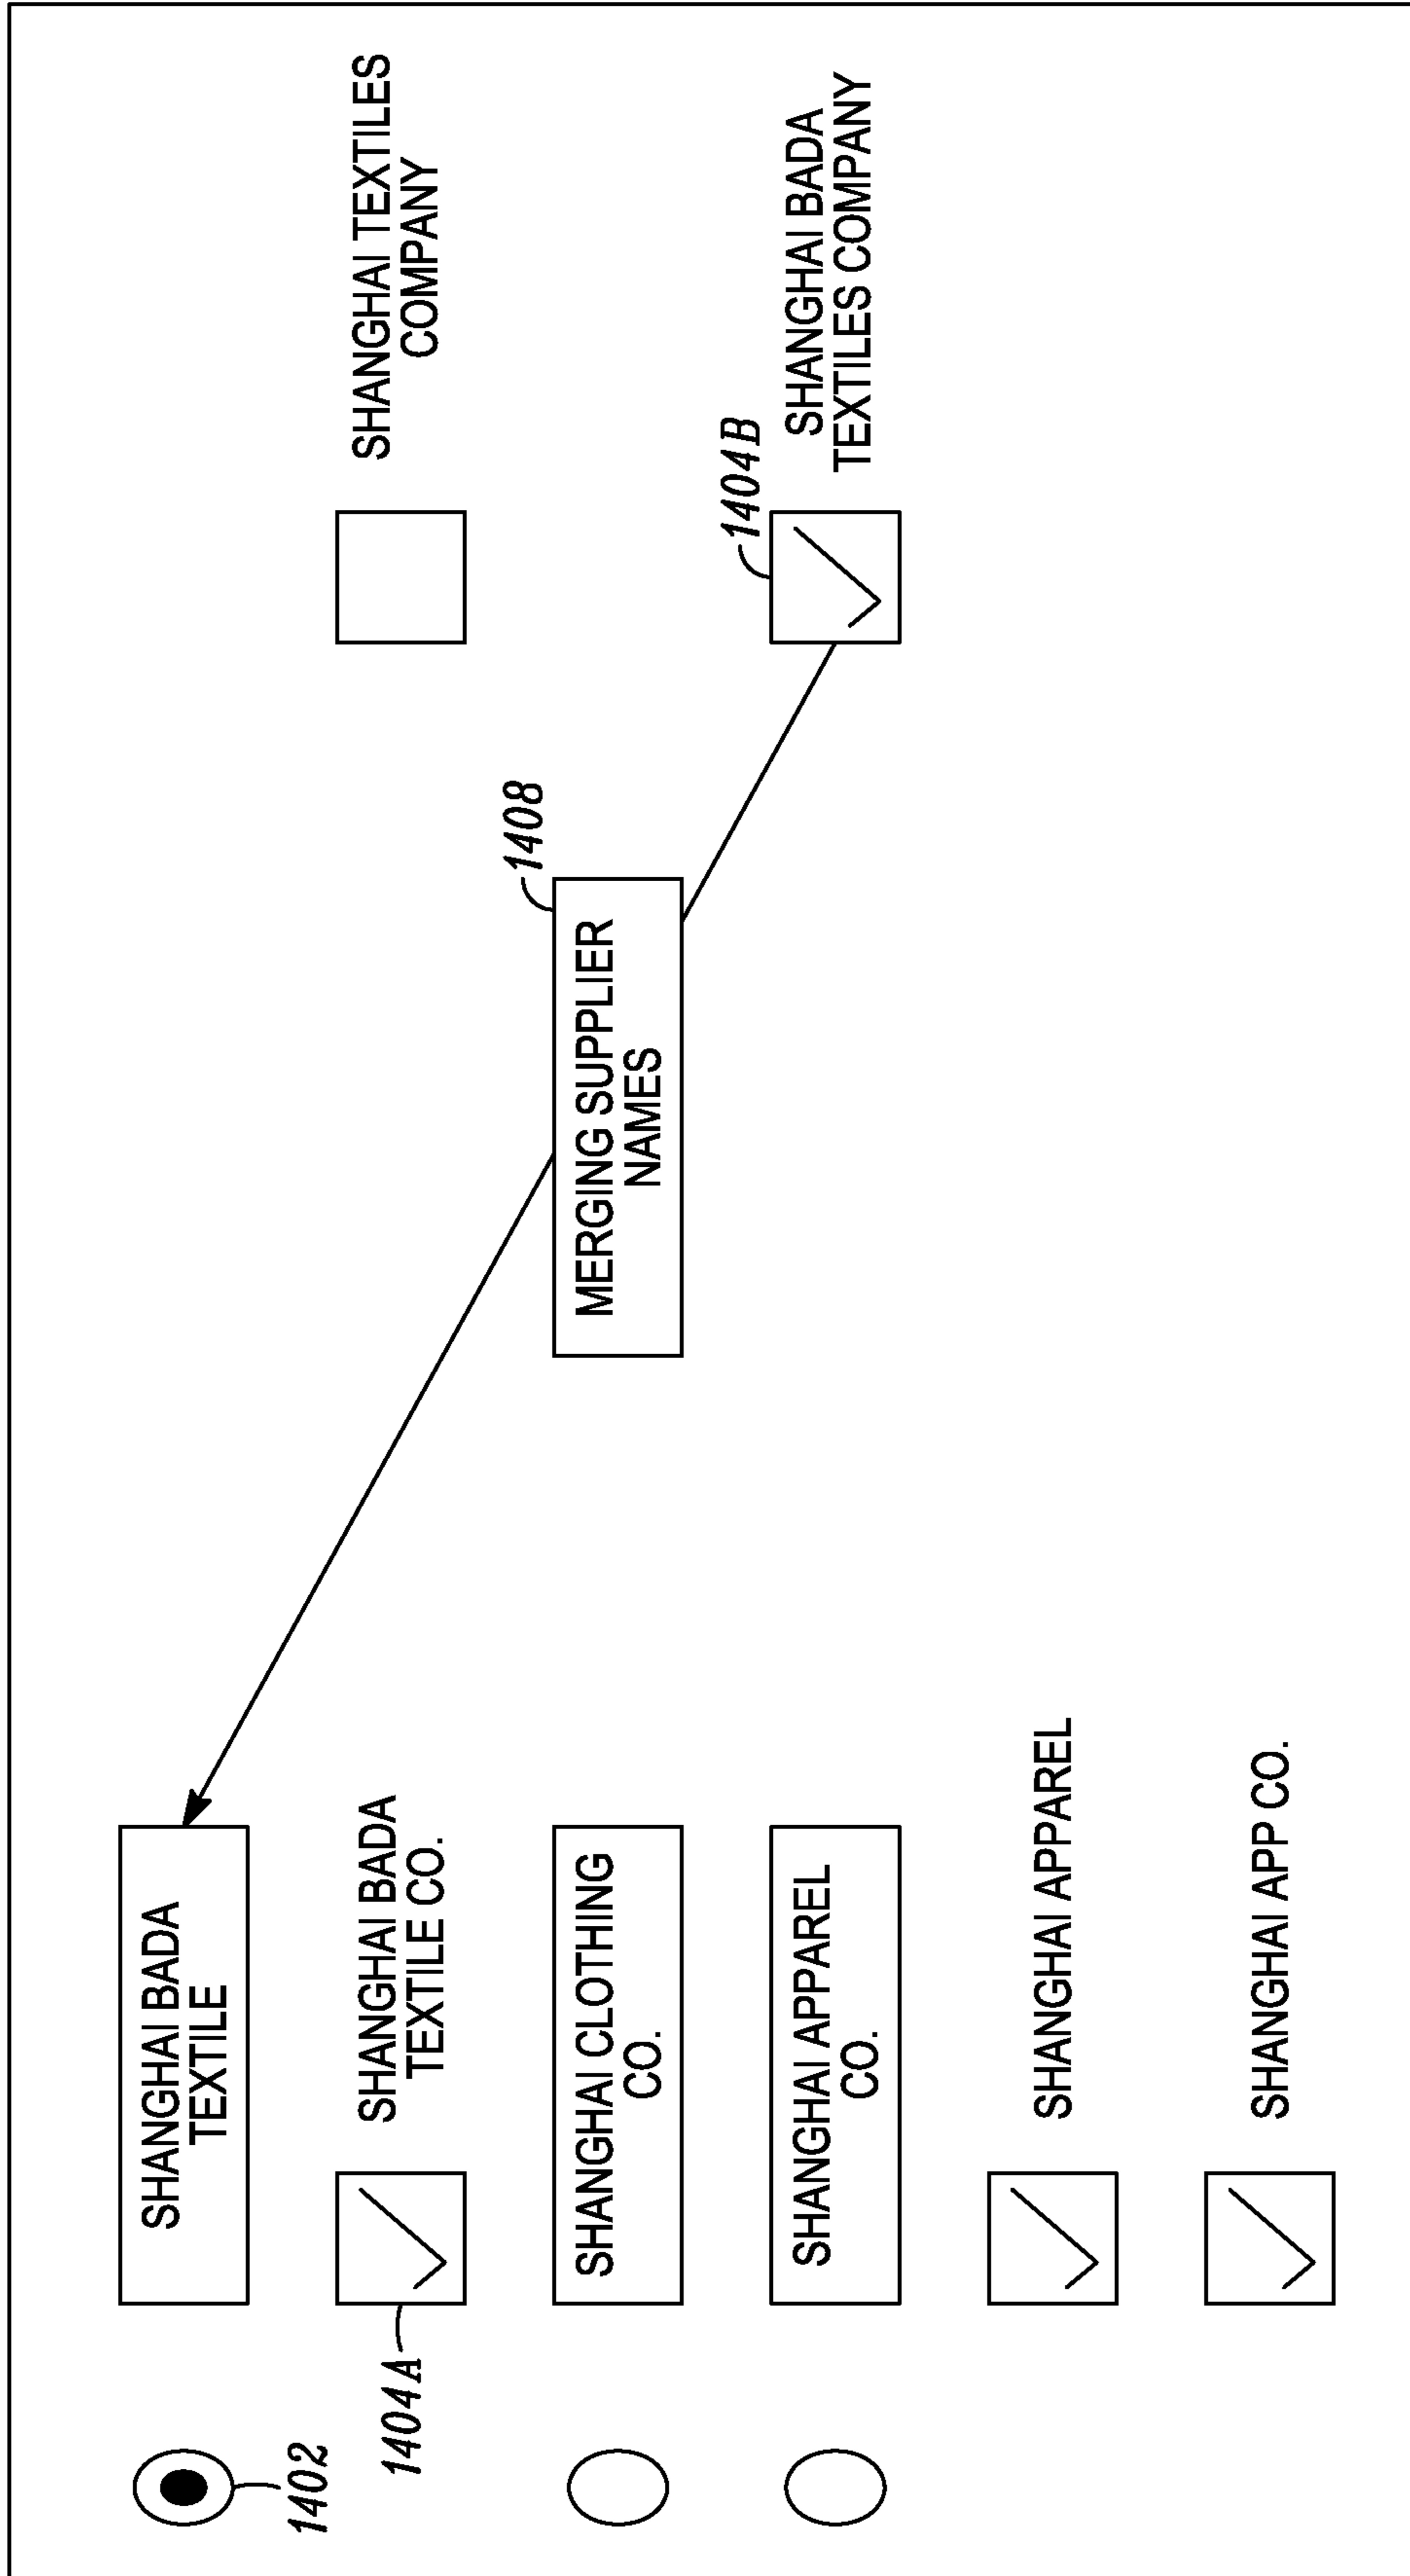 SHANGHAI BADA
TEXTILE
1402
SHANGHAI BADA
TEXTILE CO.
1404A
SHANGHAI TEXTILES
COMPANY
SHANGHAI CLOTHING
CO.
1408
MERGING SUPPLIER
NAMES
SHANGHAI APPAREL
CO.
1404B
SHANGHAI BADA
TEXTILES COMPANY
SHANGHAI APPAREL
SHANGHAI APP CO.